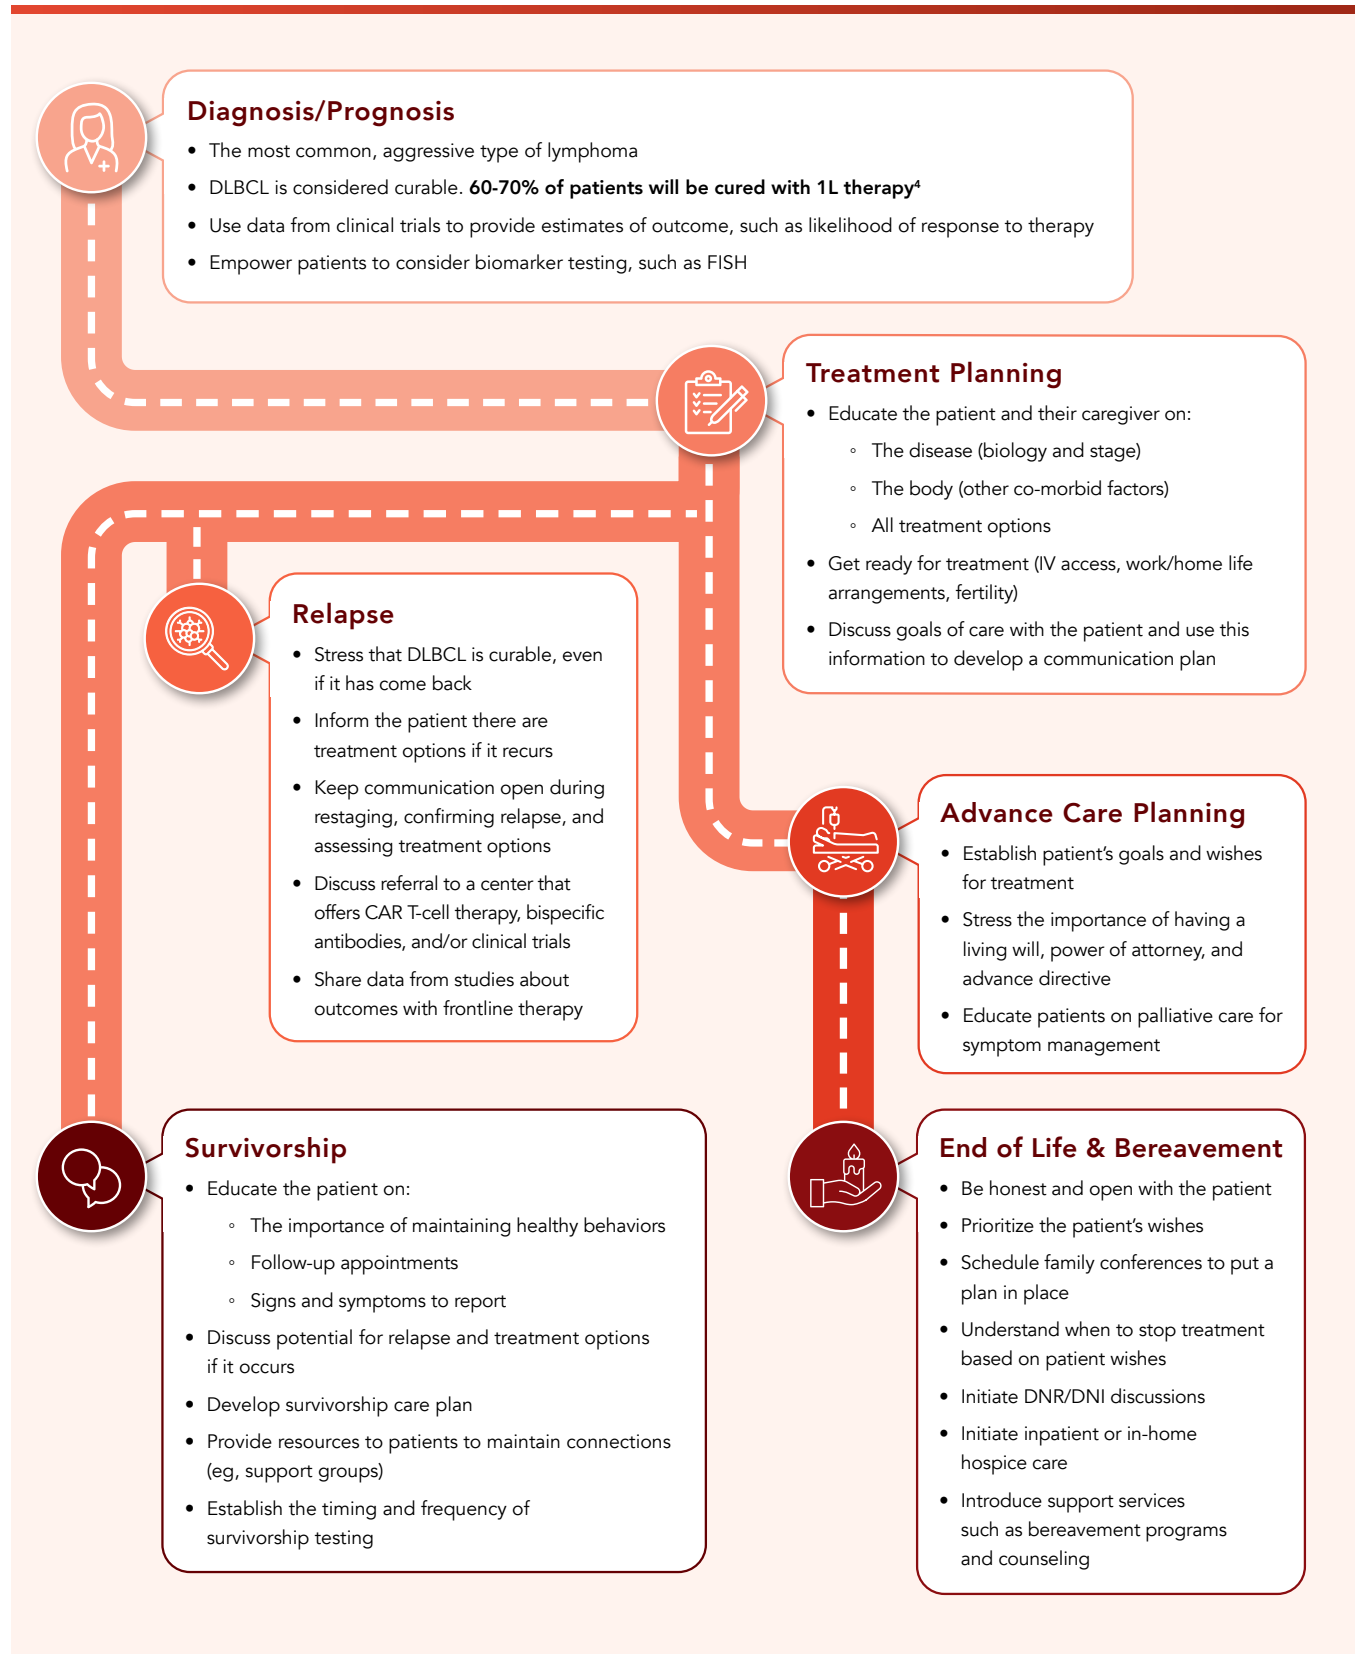 Diagnosis/Prognosis
• The most common, aggressive type of lymphoma
• DLBCL is considered curable. 60-70% of patients will be cured with 1L therapy⁴
• Use data from clinical trials to provide estimates of outcome, such as likelihood of response to therapy
• Empower patients to consider biomarker testing, such as FISH
Treatment Planning
• Educate the patient and their caregiver on:
◦ The disease (biology and stage)
◦ The body (other co-morbid factors)
◦ All treatment options
• Get ready for treatment (IV access, work/home life
arrangements, fertility)
• Discuss goals of care with the patient and use this
information to develop a communication plan
Relapse
• Stress that DLBCL is curable, even
if it has come back
• Inform the patient there are
treatment options if it recurs
• Keep communication open during
restaging, confirming relapse, and
assessing treatment options
• Discuss referral to a center that
offers CAR T-cell therapy, bispecific
antibodies, and/or clinical trials
• Share data from studies about
outcomes with frontline therapy
Advance Care Planning
• Establish patient's goals and wishes
for treatment
• Stress the importance of having a
living will, power of attorney, and
advance directive
• Educate patients on palliative care for
symptom management
Survivorship
• Educate the patient on:
◦ The importance of maintaining healthy behaviors
◦ Follow-up appointments
◦ Signs and symptoms to report
• Discuss potential for relapse and treatment options
if it occurs
• Develop survivorship care plan
• Provide resources to patients to maintain connections
(eg, support groups)
• Establish the timing and frequency of
survivorship testing
End of Life & Bereavement
• Be honest and open with the patient
• Prioritize the patient's wishes
• Schedule family conferences to put a
plan in place
• Understand when to stop treatment
based on patient wishes
• Initiate DNR/DNI discussions
• Initiate inpatient or in-home
hospice care
• Introduce support services
such as bereavement programs
and counseling